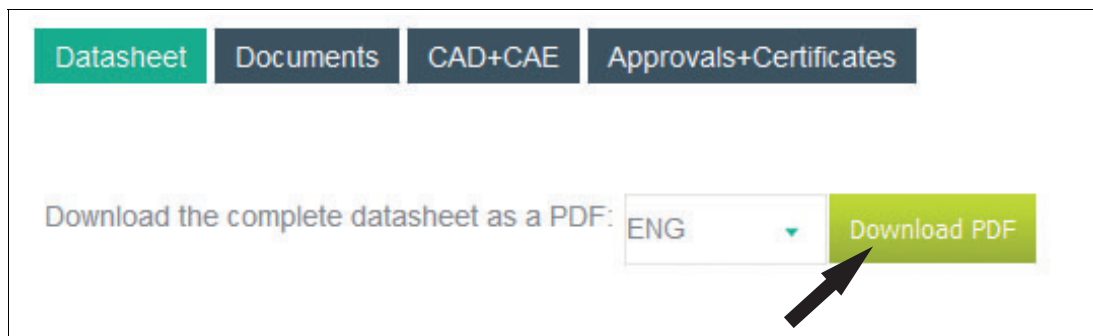 Datasheet Documents CAD+CAE Approvals+Certificates
Download the complete datasheet as a PDF: ENG Download PDF